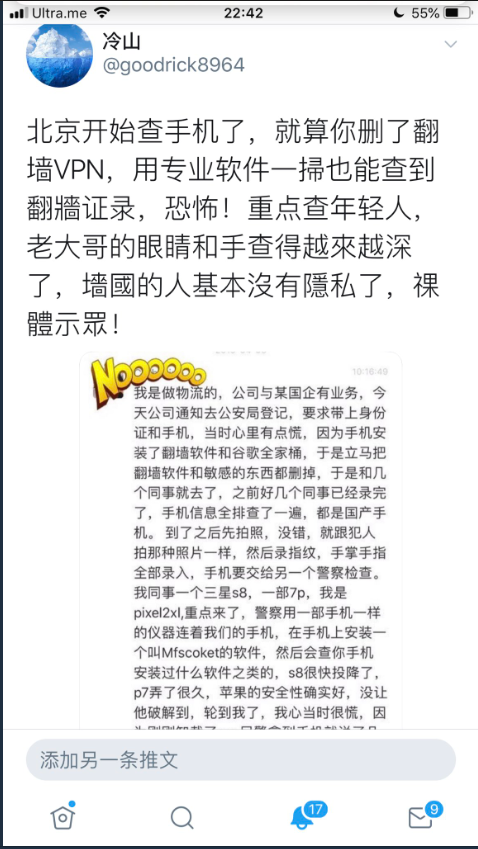 Ultra.me
22:42
55%
冷山
@goodrick8964
北京开始查手机了，就算你删了翻
墙VPN，用专业软件一掃也能查到
翻牆证录，恐怖！重点查年轻人，
老大哥的眼睛和手查得越來越深
了，墙國的人基本沒有隱私了，裸
體示眾！
NOOOOOO
10:16:49
我是做物流的，公司与某国企有业务，今
天公司通知去公安局登记，要求带上身份
证和手机，当时心里有点慌，因为手机安
装了翻墙软件和谷歌全家桶，于是立马把
翻墙软件和敏感的东西都删掉，于是和几
个同事就去了，之前好几个同事已经录完
了，手机信息全排查了一遍，都是国产手
机。 到了之后先拍照，没错，就跟犯人
拍那种照片一样，然后录指纹，手掌手指
全部录入，手机要交给另一个警察检查。
我同事一个三星s8，一部7p，我是
pixel2xl,重点来了，警察用一部手机一样
的仪器连着我们的手机，在手机上安装一
个叫Mfscoket的软件，然后会查你手机
安装过什么软件之类的，s8很快投降了，
p7弄了很久，苹果的安全性确实好，没让
他破解到，轮到我了，我心当时很慌，因
添加另一条推文
17
9